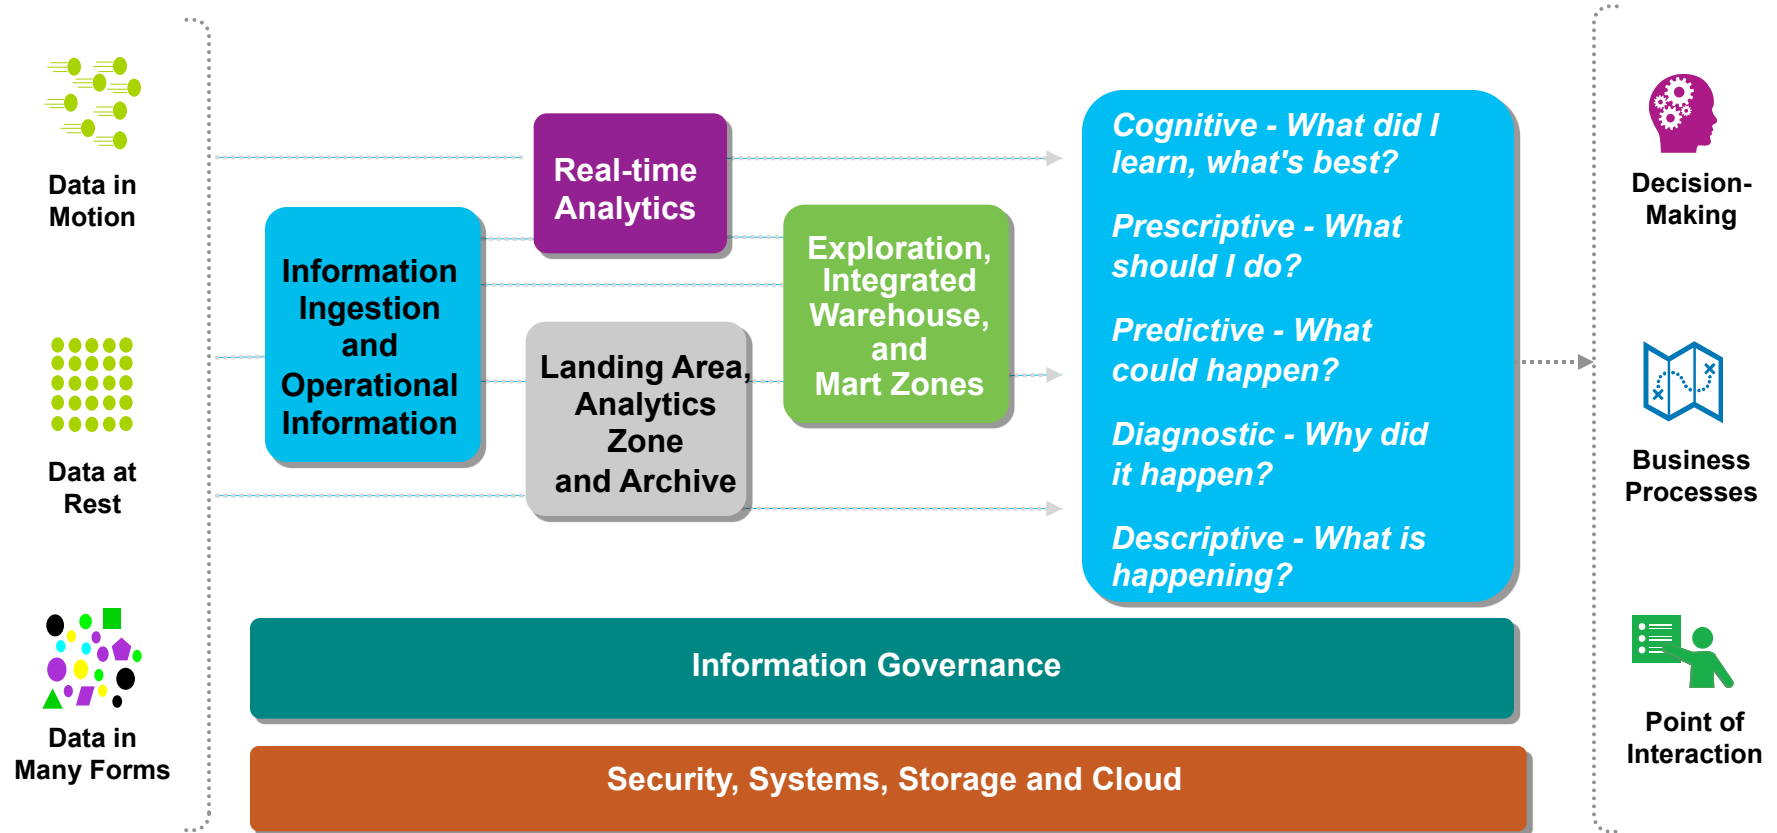 Data in
Motion
Data at
Rest
Data in
Many Forms
Information
Ingestion
and
Operational
Information
Real-time
Analytics
Landing Area,
Analytics
Zone
and Archive
Exploration,
Integrated
Warehouse,
and
Mart Zones
Cognitive - What did I
learn, what's best?
Prescriptive - What
should I do?
Predictive - What
could happen?
Diagnostic - Why did
it happen?
Descriptive - What is
happening?
Information Governance
Security, Systems, Storage and Cloud
Decision-
Making
Business
Processes
Point of
Interaction